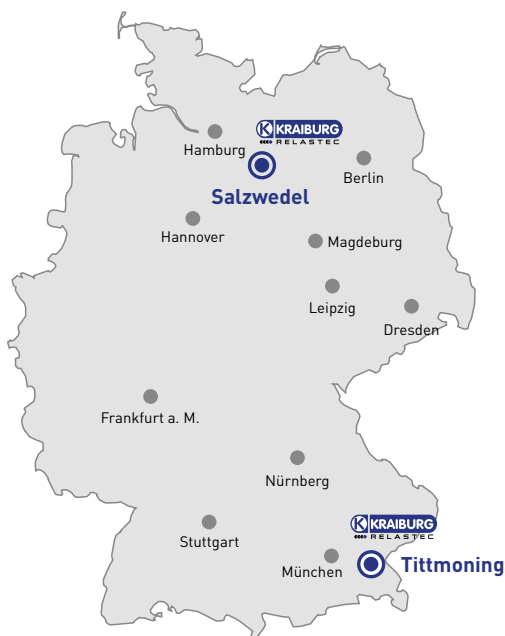 KRAIBURG
RELASTEC
Hamburg
Berlin
Salzwedel
Hannover
Magdeburg
Leipzig
Dresden
Frankfurt a. M.
Nürnberg
KRAIBURG
RELASTEC
Stuttgart
München
Tittmoning